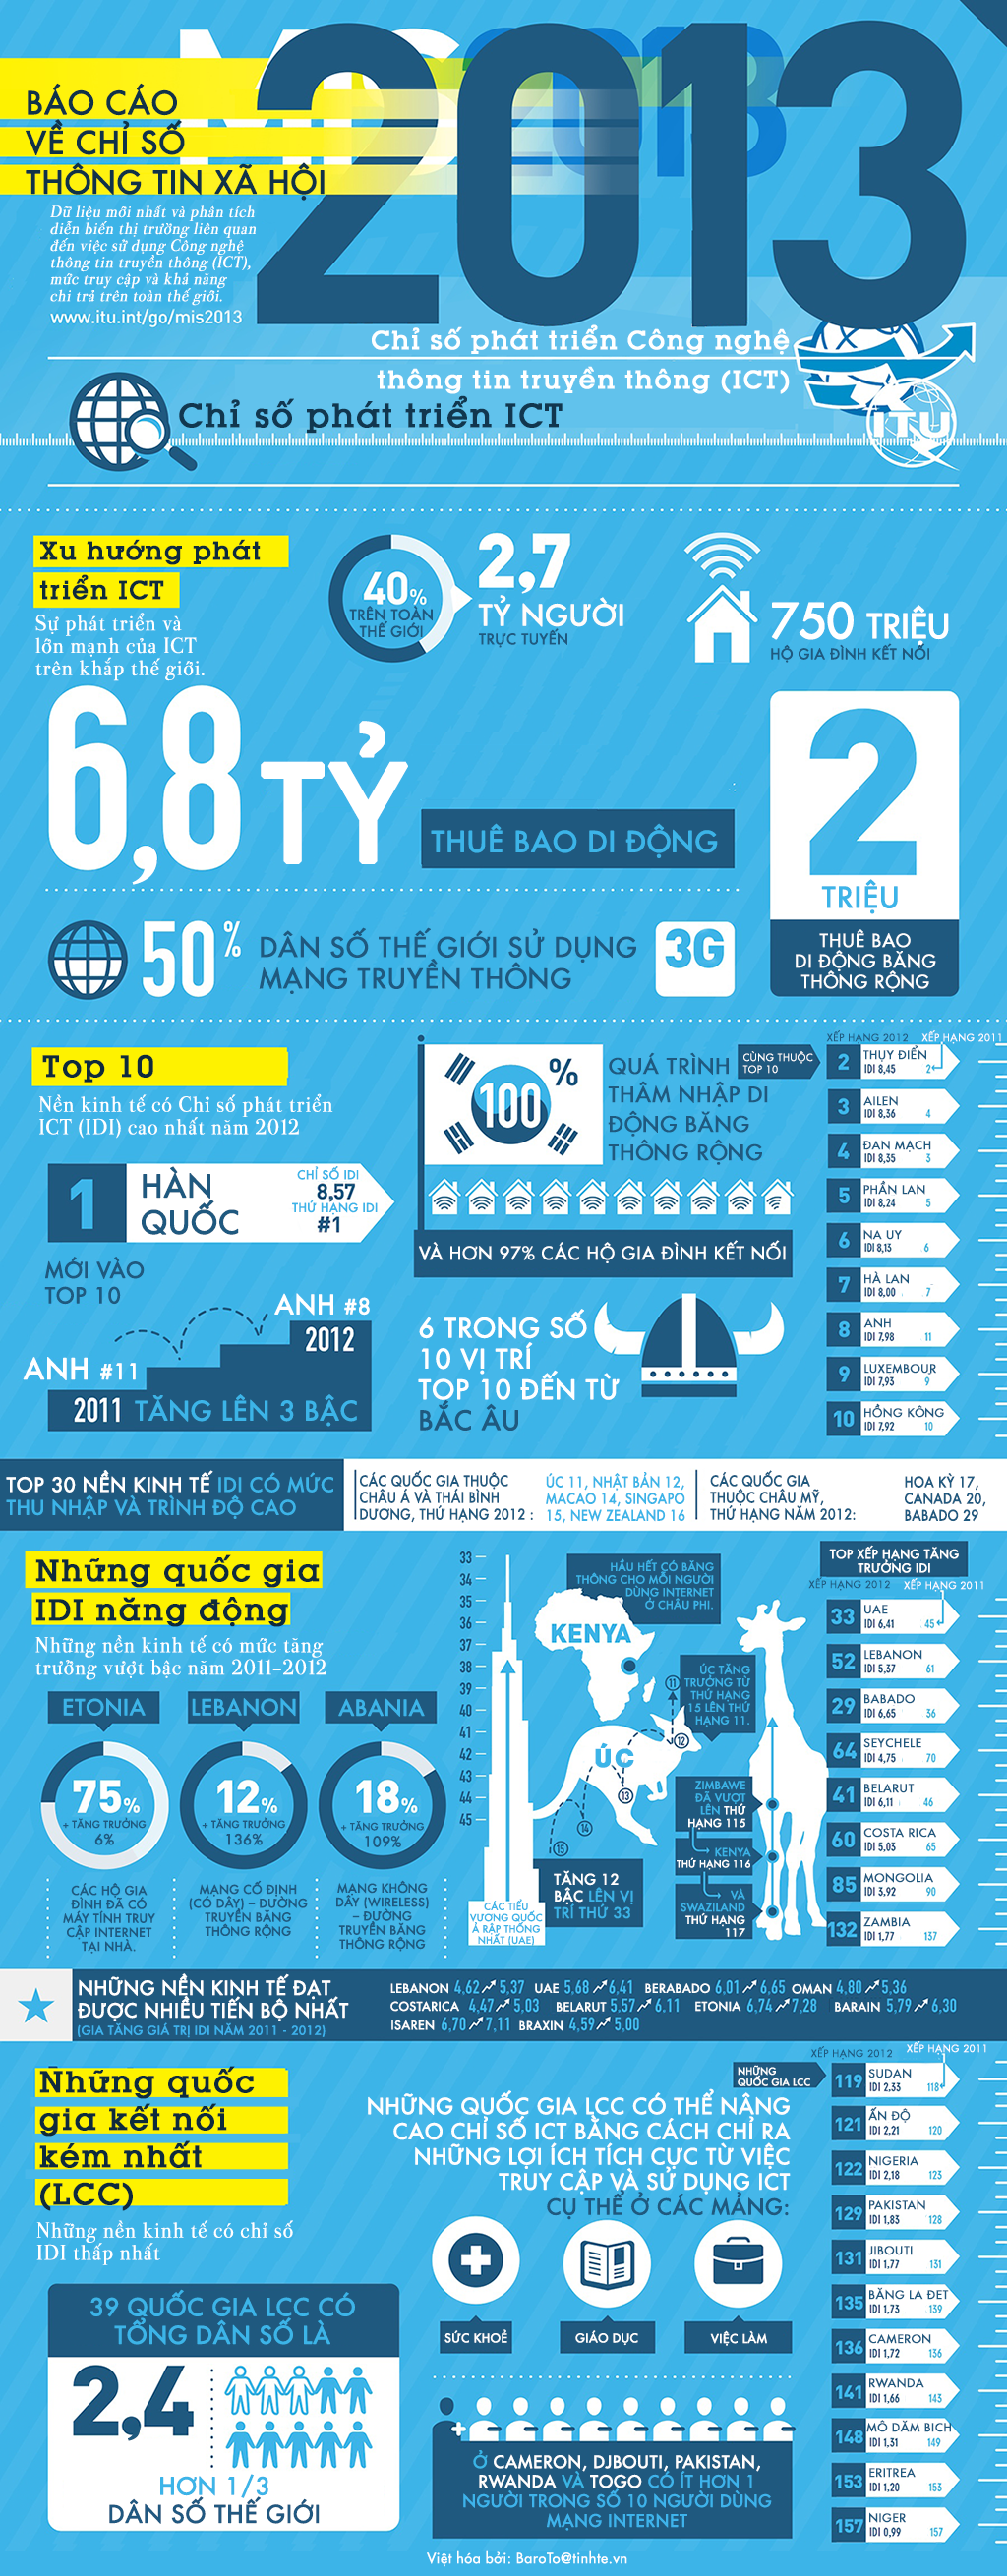 MIS 2013
2013
BÁO CÁO
VỀ CHỈ SỐ
THÔNG TIN XÃ HỘI
Dữ liệu mới nhất và phân tích
diễn biến thị trường liên quan
đến việc sử dụng Công nghệ
thông tin truyền thông (ICT),
mức truy cập và khả năng
chi trả trên toàn thế giới.
www.itu.int/go/mis2013
Chỉ số phát triển Công nghệ
thông tin truyền thông (ICT)
Chỉ số phát triển ICT
ITU
Xu hướng phát
triển ICT
Sự phát triển và
lớn mạnh của ICT
trên khắp thế giới.
40%
TRÊN TOÀN
THẾ GIỚI
2,7
TỶ NGƯỜI
TRỰC TUYẾN
750 TRIỆU
HỘ GIA ĐÌNH KẾT NỐI
6,8 TỶ
THUÊ BAO DI ĐỘNG
2
TRIỆU
THUÊ BAO
DI ĐỘNG BĂNG
THÔNG RỘNG
50%
DÂN SỐ THẾ GIỚI SỬ DỤNG
MẠNG TRUYỀN THÔNG
3G
Top 10
Nền kinh tế có Chỉ số phát triển
ICT (IDI) cao nhất năm 2012
1
HÀN
QUỐC
CHỈ SỐ IDI
8,57
THỨ HẠNG IDI
#1
MỚI VÀO
TOP 10
ANH #8
2012
ANH #11
2011 TĂNG LÊN 3 BẬC
100%
QUÁ TRÌNH
THÂM NHẬP DI
ĐỘNG BĂNG
THÔNG RỘNG
VÀ HƠN 97% CÁC HỘ GIA ĐÌNH KẾT NỐI
6 TRONG SỐ
10 VỊ TRÍ
TOP 10 ĐẾN TỪ
BẮC ÂU
CÙNG THUỘC
TOP 10
XẾP HẠNG 2012 XẾP HẠNG 2011
2 THỤY ĐIỂN
IDI 8,45 2
3 AILEN
IDI 8,36 4
4 ĐAN MẠCH
IDI 8,35 3
5 PHẦN LAN
IDI 8,24 5
6 NA UY
IDI 8,13 6
7 HÀ LAN
IDI 8,00 7
8 ANH
IDI 7,98 11
9 LUXEMBOUR
IDI 7,93 9
10 HỒNG KÔNG
IDI 7,92 10
TOP 30 NỀN KINH TẾ IDI CÓ MỨC
THU NHẬP VÀ TRÌNH ĐỘ CAO
CÁC QUỐC GIA THUỘC
CHÂU Á VÀ THÁI BÌNH
DƯƠNG, THỨ HẠNG 2012 :
ÚC 11, NHẬT BẢN 12,
MACAO 14, SINGAPO
15, NEW ZEALAND 16
CÁC QUỐC GIA
THUỘC CHÂU MỸ,
THỨ HẠNG NĂM 2012:
HOA KỲ 17,
CANADA 20,
BABADO 29
Những quốc gia
IDI năng động
Những nền kinh tế có mức tăng
trưởng vượt bậc năm 2011-2012
ETONIA
75%
+ TĂNG TRƯỞNG
6%
CÁC HỘ GIA
ĐÌNH ĐÃ CÓ
MÁY TÍNH TRUY
CẬP INTERNET
TẠI NHÀ.
LEBANON
12%
+ TĂNG TRƯỞNG
136%
MẠNG CỐ ĐỊNH
(CÓ DÂY) – ĐƯỜNG
TRUYỀN BĂNG
THÔNG RỘNG
ABANIA
18%
+ TĂNG TRƯỞNG
109%
MẠNG KHÔNG
DÂY (WIRELESS)
– ĐƯỜNG
TRUYỀN BĂNG
THÔNG RỘNG
33
34
35
36
37
38
39
40
41
42
43
44
45
CÁC TIỂU
VƯƠNG QUỐC
Ả RẬP THỐNG
NHẤT (UAE)
TĂNG 12
BẬC LÊN VỊ
TRÍ THỨ 33
HẦU HẾT CÓ BĂNG
THÔNG CHO MỖI NGƯỜI
DÙNG INTERNET
Ở CHÂU PHI.
KENYA
ÚC TĂNG
TRƯỞNG TỪ
THỨ HẠNG
15 LÊN THỨ
HẠNG 11.
ÚC
11
12
13
14
15
ZIMBAWE
ĐÃ VƯỢT
LÊN THỨ
HẠNG 115
KENYA
THỨ HẠNG 116
VÀ
SWAZILAND
THỨ HẠNG
117
TOP XẾP HẠNG TĂNG
TRƯỞNG IDI
XẾP HẠNG 2012 XẾP HẠNG 2011
33 UAE
IDI 6,41 45
52 LEBANON
IDI 5,37 61
29 BABADO
IDI 6,65 36
64 SEYCHELE
IDI 4,75 70
41 BELARUT
IDI 6,11 46
60 COSTA RICA
IDI 5,03 65
85 MONGOLIA
IDI 3,92 90
132 ZAMBIA
IDI 1,77 137
NHỮNG NỀN KINH TẾ ĐẠT
ĐƯỢC NHIỀU TIẾN BỘ NHẤT
(GIA TĂNG GIÁ TRỊ IDI NĂM 2011 - 2012)
LEBANON 4,62 5,37 UAE 5,68 6,41 BERABADO 6,01 6,65 OMAN 4,80 5,36
COSTARICA 4,47 5,03 BELARUT 5,57 6,11 ETONIA 6,74 7,28 BARAIN 5,79 6,30
ISAREN 6,70 7,11 BRAXIN 4,59 5,00
Những quốc
gia kết nối
kém nhất
(LCC)
Những nền kinh tế có chỉ số
IDI thấp nhất
39 QUỐC GIA LCC CÓ
TỔNG DÂN SỐ LÀ
2,4
HƠN 1/3
DÂN SỐ THẾ GIỚI
NHỮNG QUỐC GIA LCC CÓ THỂ NÂNG
CAO CHỈ SỐ ICT BẰNG CÁCH CHỈ RA
NHỮNG LỢI ÍCH TÍCH CỰC TỪ VIỆC
TRUY CẬP VÀ SỬ DỤNG ICT
CỤ THỂ Ở CÁC MẢNG:
SỨC KHOẺ
GIÁO DỤC
VIỆC LÀM
Ở CAMERON, DJBOUTI, PAKISTAN,
RWANDA VÀ TOGO CÓ ÍT HƠN 1
NGƯỜI TRONG SỐ 10 NGƯỜI DÙNG
MẠNG INTERNET
NHỮNG
QUỐC GIA LCC
XẾP HẠNG 2012 XẾP HẠNG 2011
119 SUDAN
IDI 2,33 118
121 ẤN ĐỘ
IDI 2,21 120
122 NIGERIA
IDI 2,18 123
129 PAKISTAN
IDI 1,83 128
131 JIBOUTI
IDI 1,77 131
135 BĂNG LA ĐET
IDI 1,73 139
136 CAMERON
IDI 1,72 136
141 RWANDA
IDI 1,66 143
148 MÔ DĂM BICH
IDI 1,31 149
153 ERITREA
IDI 1,20 153
157 NIGER
IDI 0,99 157
Việt hóa bởi: BaroTo@tinhte.vn